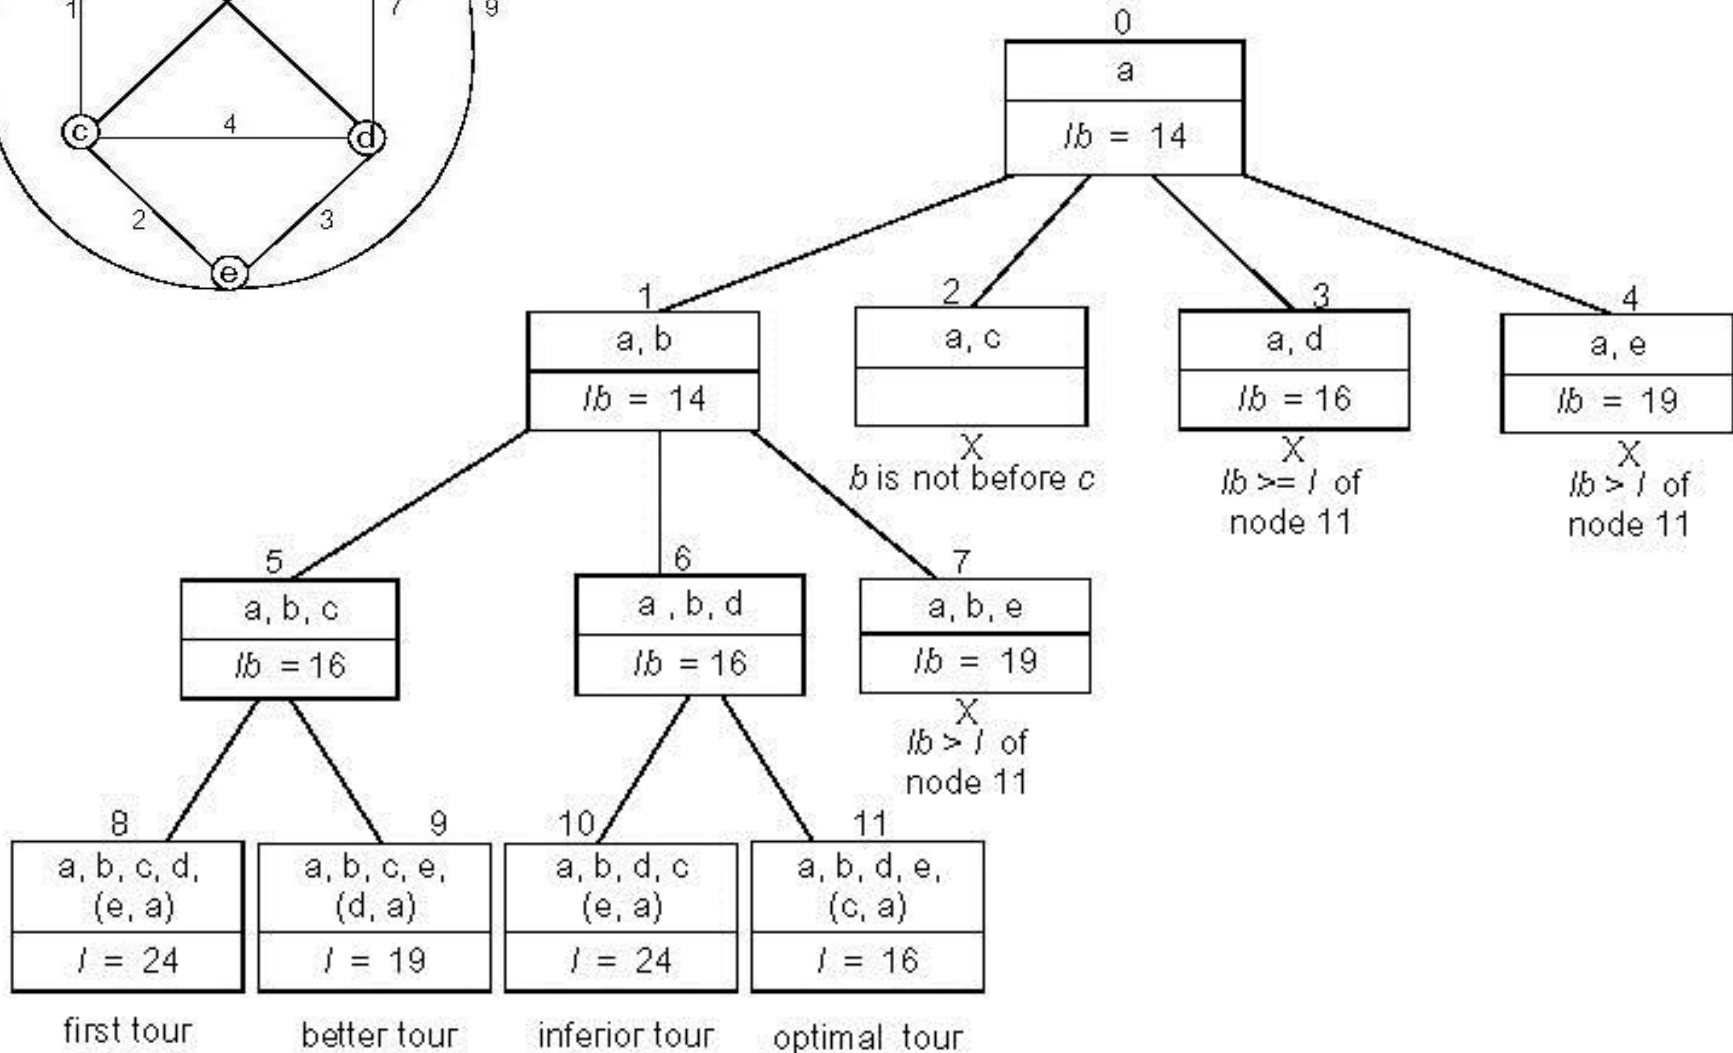 1
7
9
c
4
d
2
3
e
0
a
lb = 14
1
a, b
lb = 14
2
a, c
X
b is not before c
3
a, d
lb = 16
X
lb >= l of
node 11
4
a, e
lb = 19
X
lb > l of
node 11
5
a, b, c
lb = 16
6
a , b, d
lb = 16
7
a, b, e
lb = 19
X
lb > l of
node 11
8
a, b, c, d,
(e, a)
l = 24
first tour
9
a, b, c, e,
(d, a)
l = 19
better tour
10
a, b, d, c
(e, a)
l = 24
inferior tour
11
a, b, d, e,
(c, a)
l = 16
optimal tour